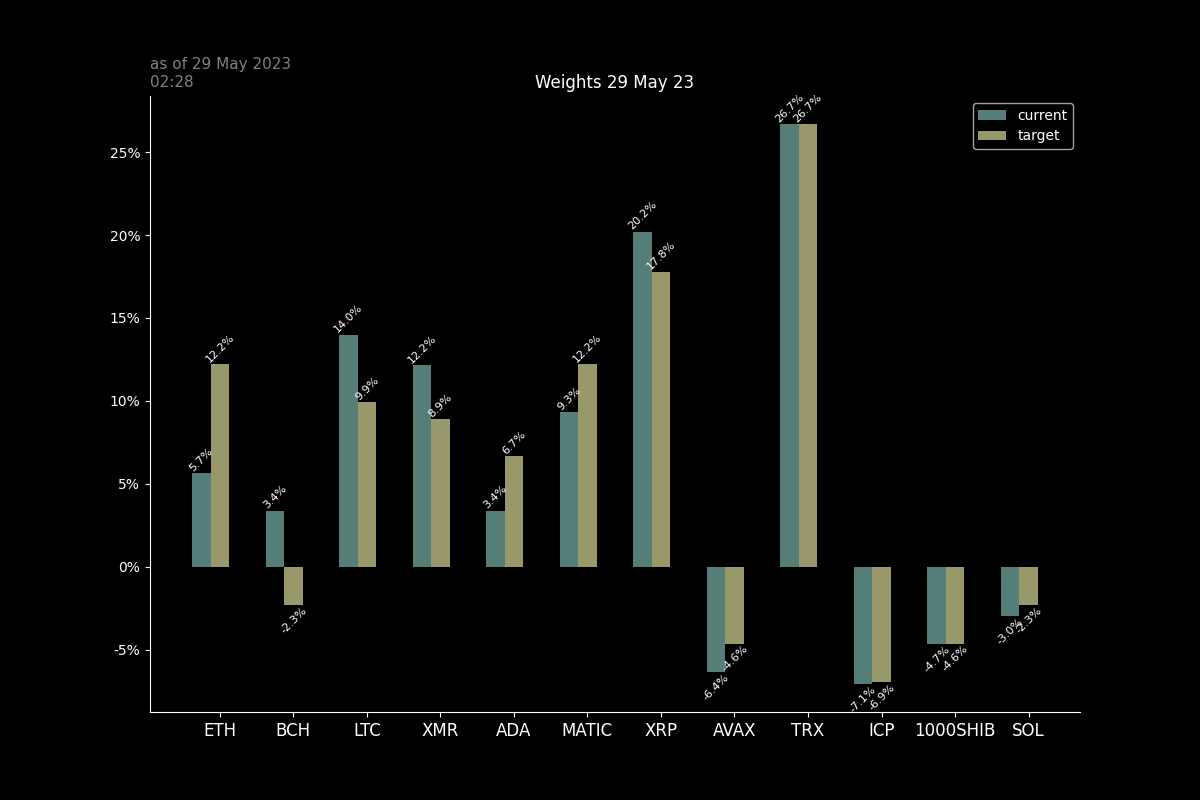 as of 29 May 2023
02:28
Weights 29 May 23
current
target
26.7% 26.7%
25%
20.2%
20%
17.8%
15%
14.0%
12.2% 12.2% 12.2%
10%
9.9% 9.3%
8.9%
6.7%
5.7%
5%
3.4% 3.4%
0%
-2.3% -3.0% -2.3%
-5%
-6.4% -4.6% -4.7% -4.6%
-7.1% -6.9%
ETH BCH LTC XMR ADA MATIC XRP AVAX TRX ICP 1000SHIB SOL